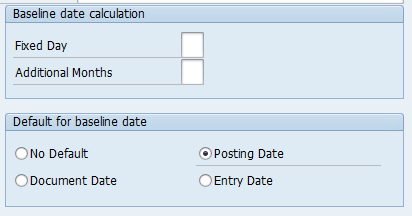 Baseline date calculation
Fixed Day
Additional Months
Default for baseline date
No Default Posting Date
Document Date Entry Date